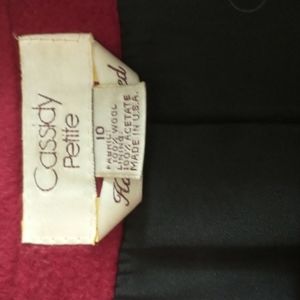 Cassidy
Petite
10
FABRIC:
100% WOOL
LINING
100% ACETATE
MADE IN U.S.A.